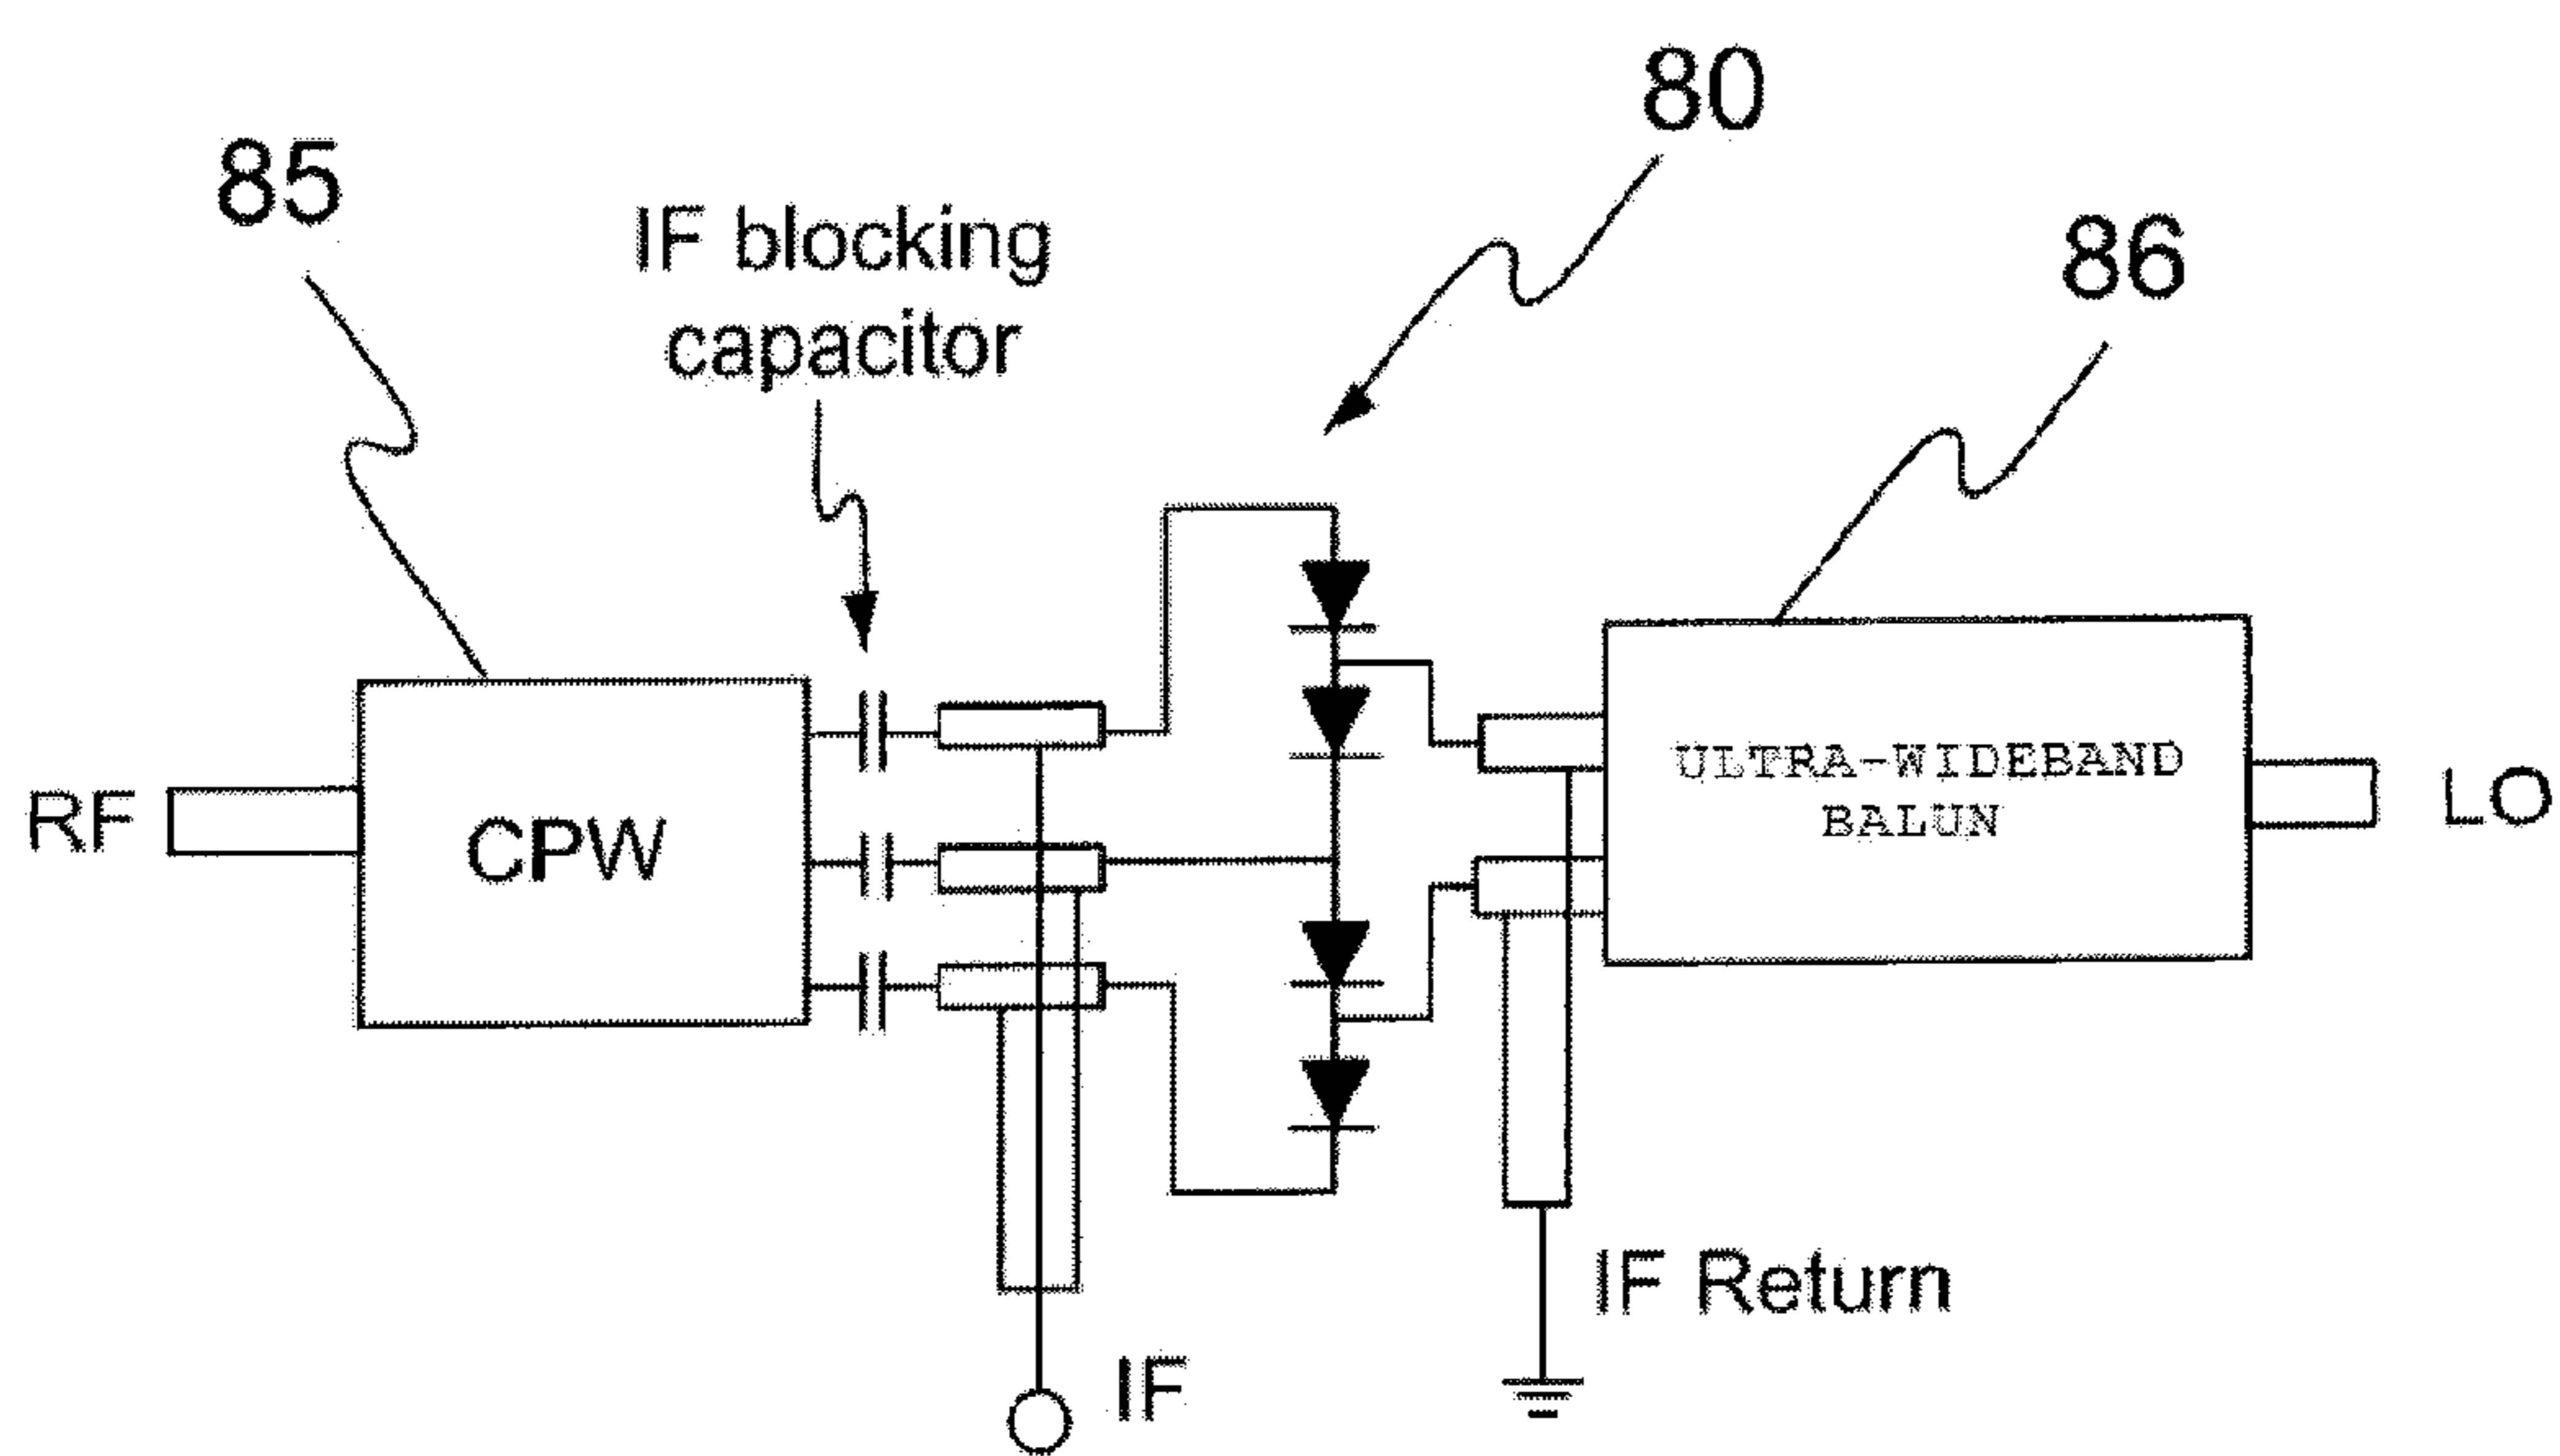 80
85
86
IF blocking
capacitor
RF
CPW
ULTRA-WIDEBAND
BALUN
LO
IF Return
IF